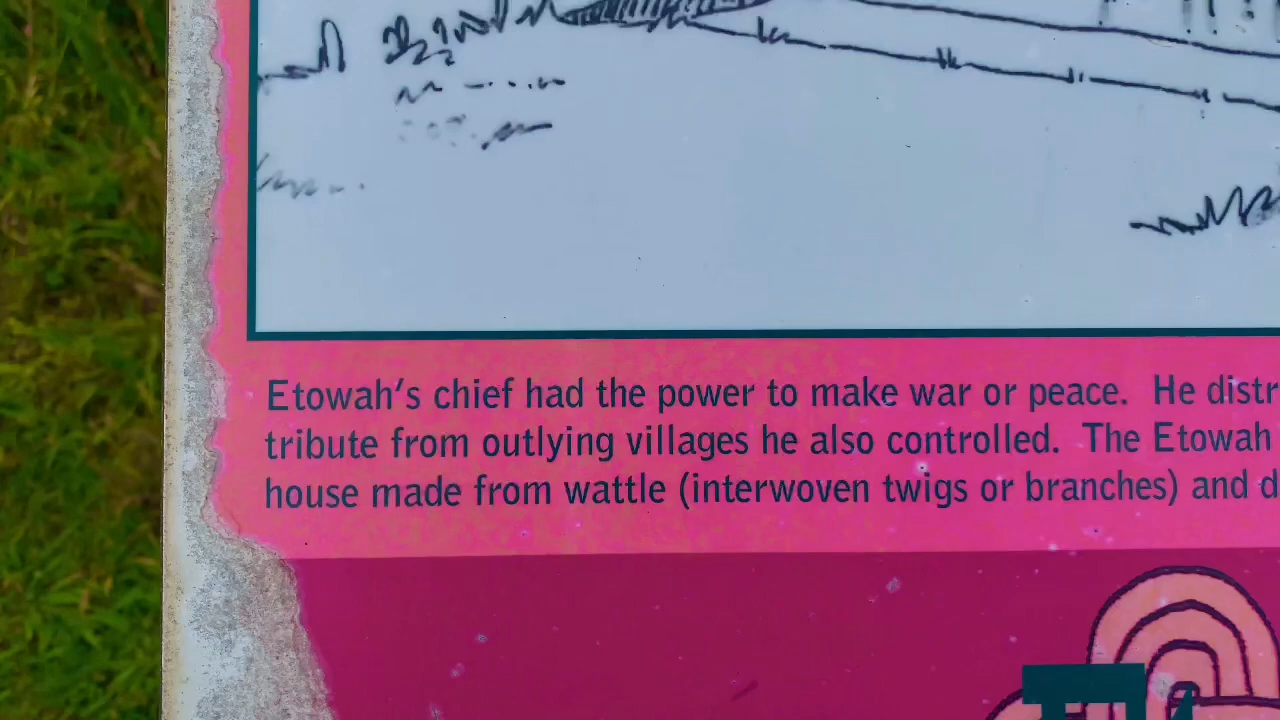 Etowah's chief had the power to make war or peace. He
tribute from outlying villages he also controlled. The Etowah
house made from wattle (interwoven twigs or branches) and